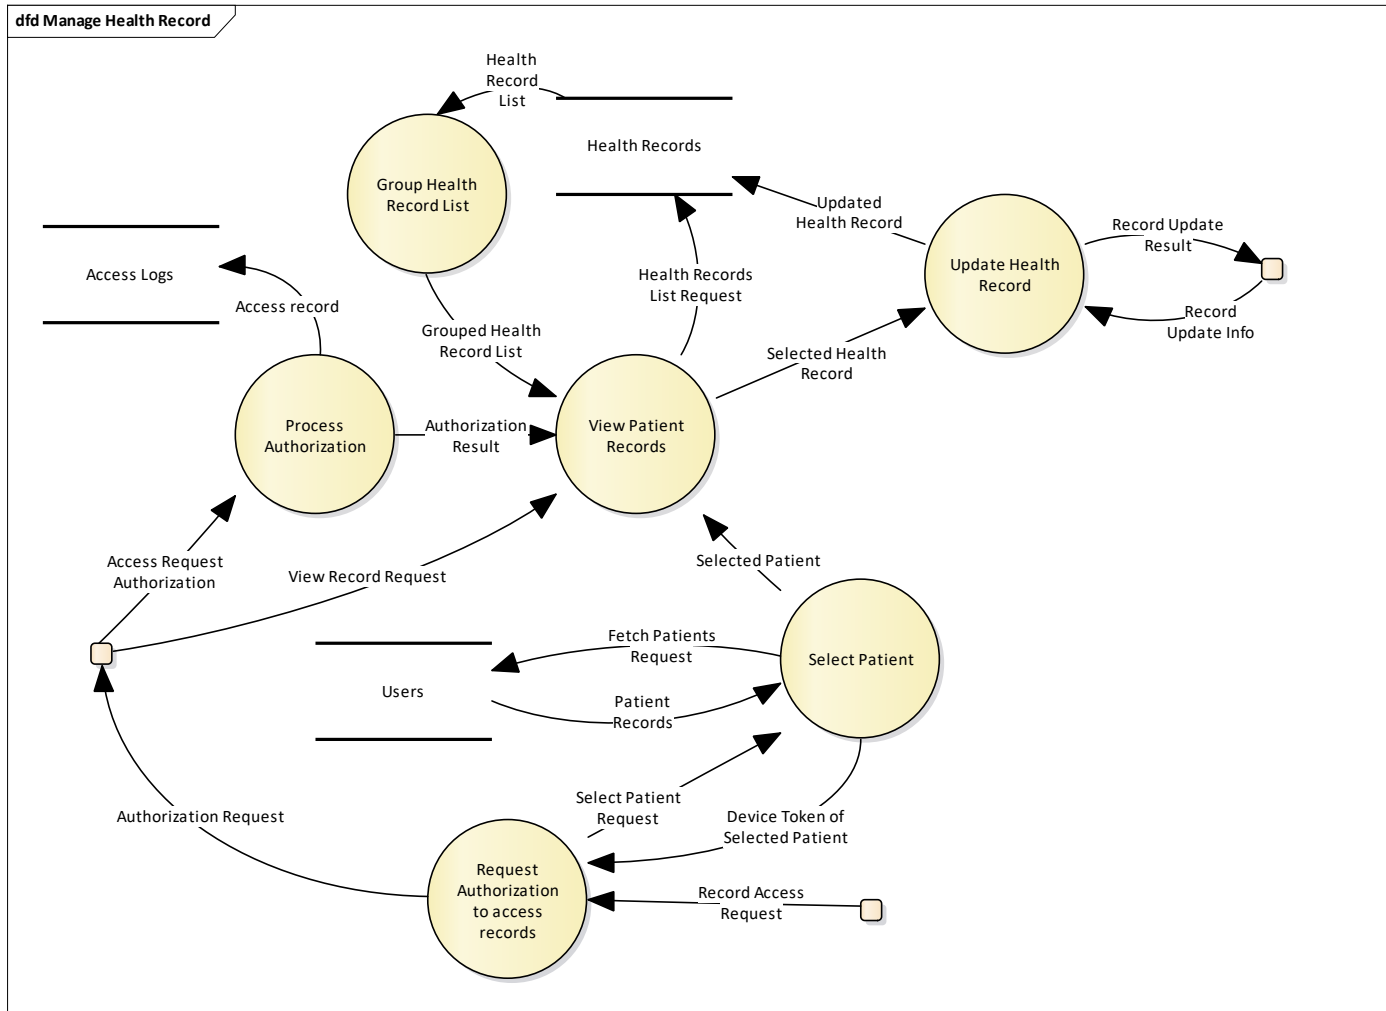 dfd Manage Health Record
Health
Record
List
Health Records
Group Health
Record List
Updated
Health Record
Record Update
Result
Access Logs
Update Health
Record
Health Records
List Request
Access record
Record
Update Info
Grouped Health
Record List
Selected Health
Record
Process
Authorization
Authorization
Result
View Patient
Records
Access Request
Authorization
View Record Request
Selected Patient
Fetch Patients
Request
Select Patient
Users
Patient
Records
Select Patient
Request
Authorization Request
Device Token of
Selected Patient
Request
Authorization
to access
records
Record Access
Request